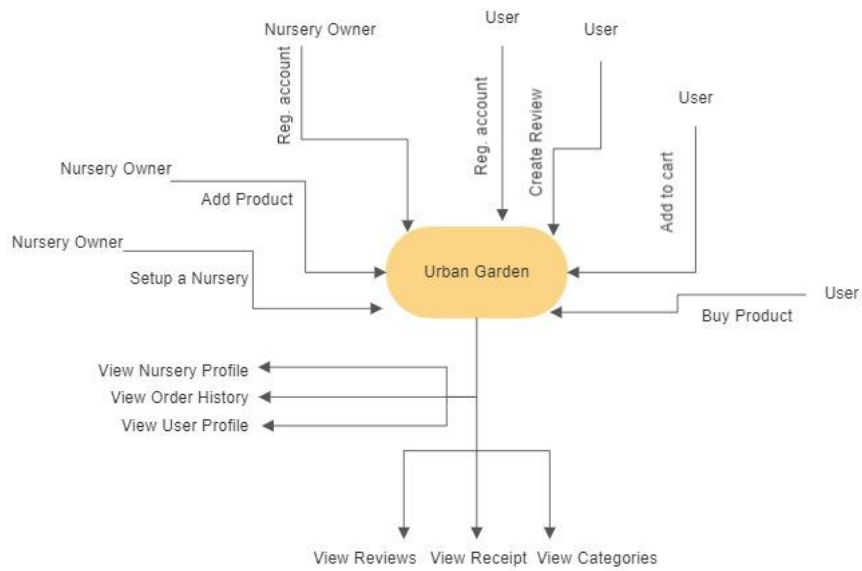 Nursery Owner
User
User
Reg. account
Reg. account
Create Review
User
Add to cart
Nursery Owner
Add Product
Nursery Owner
Setup a Nursery
Urban Garden
User
Buy Product
View Nursery Profile
View Order History
View User Profile
View Reviews
View Receipt
View Categories